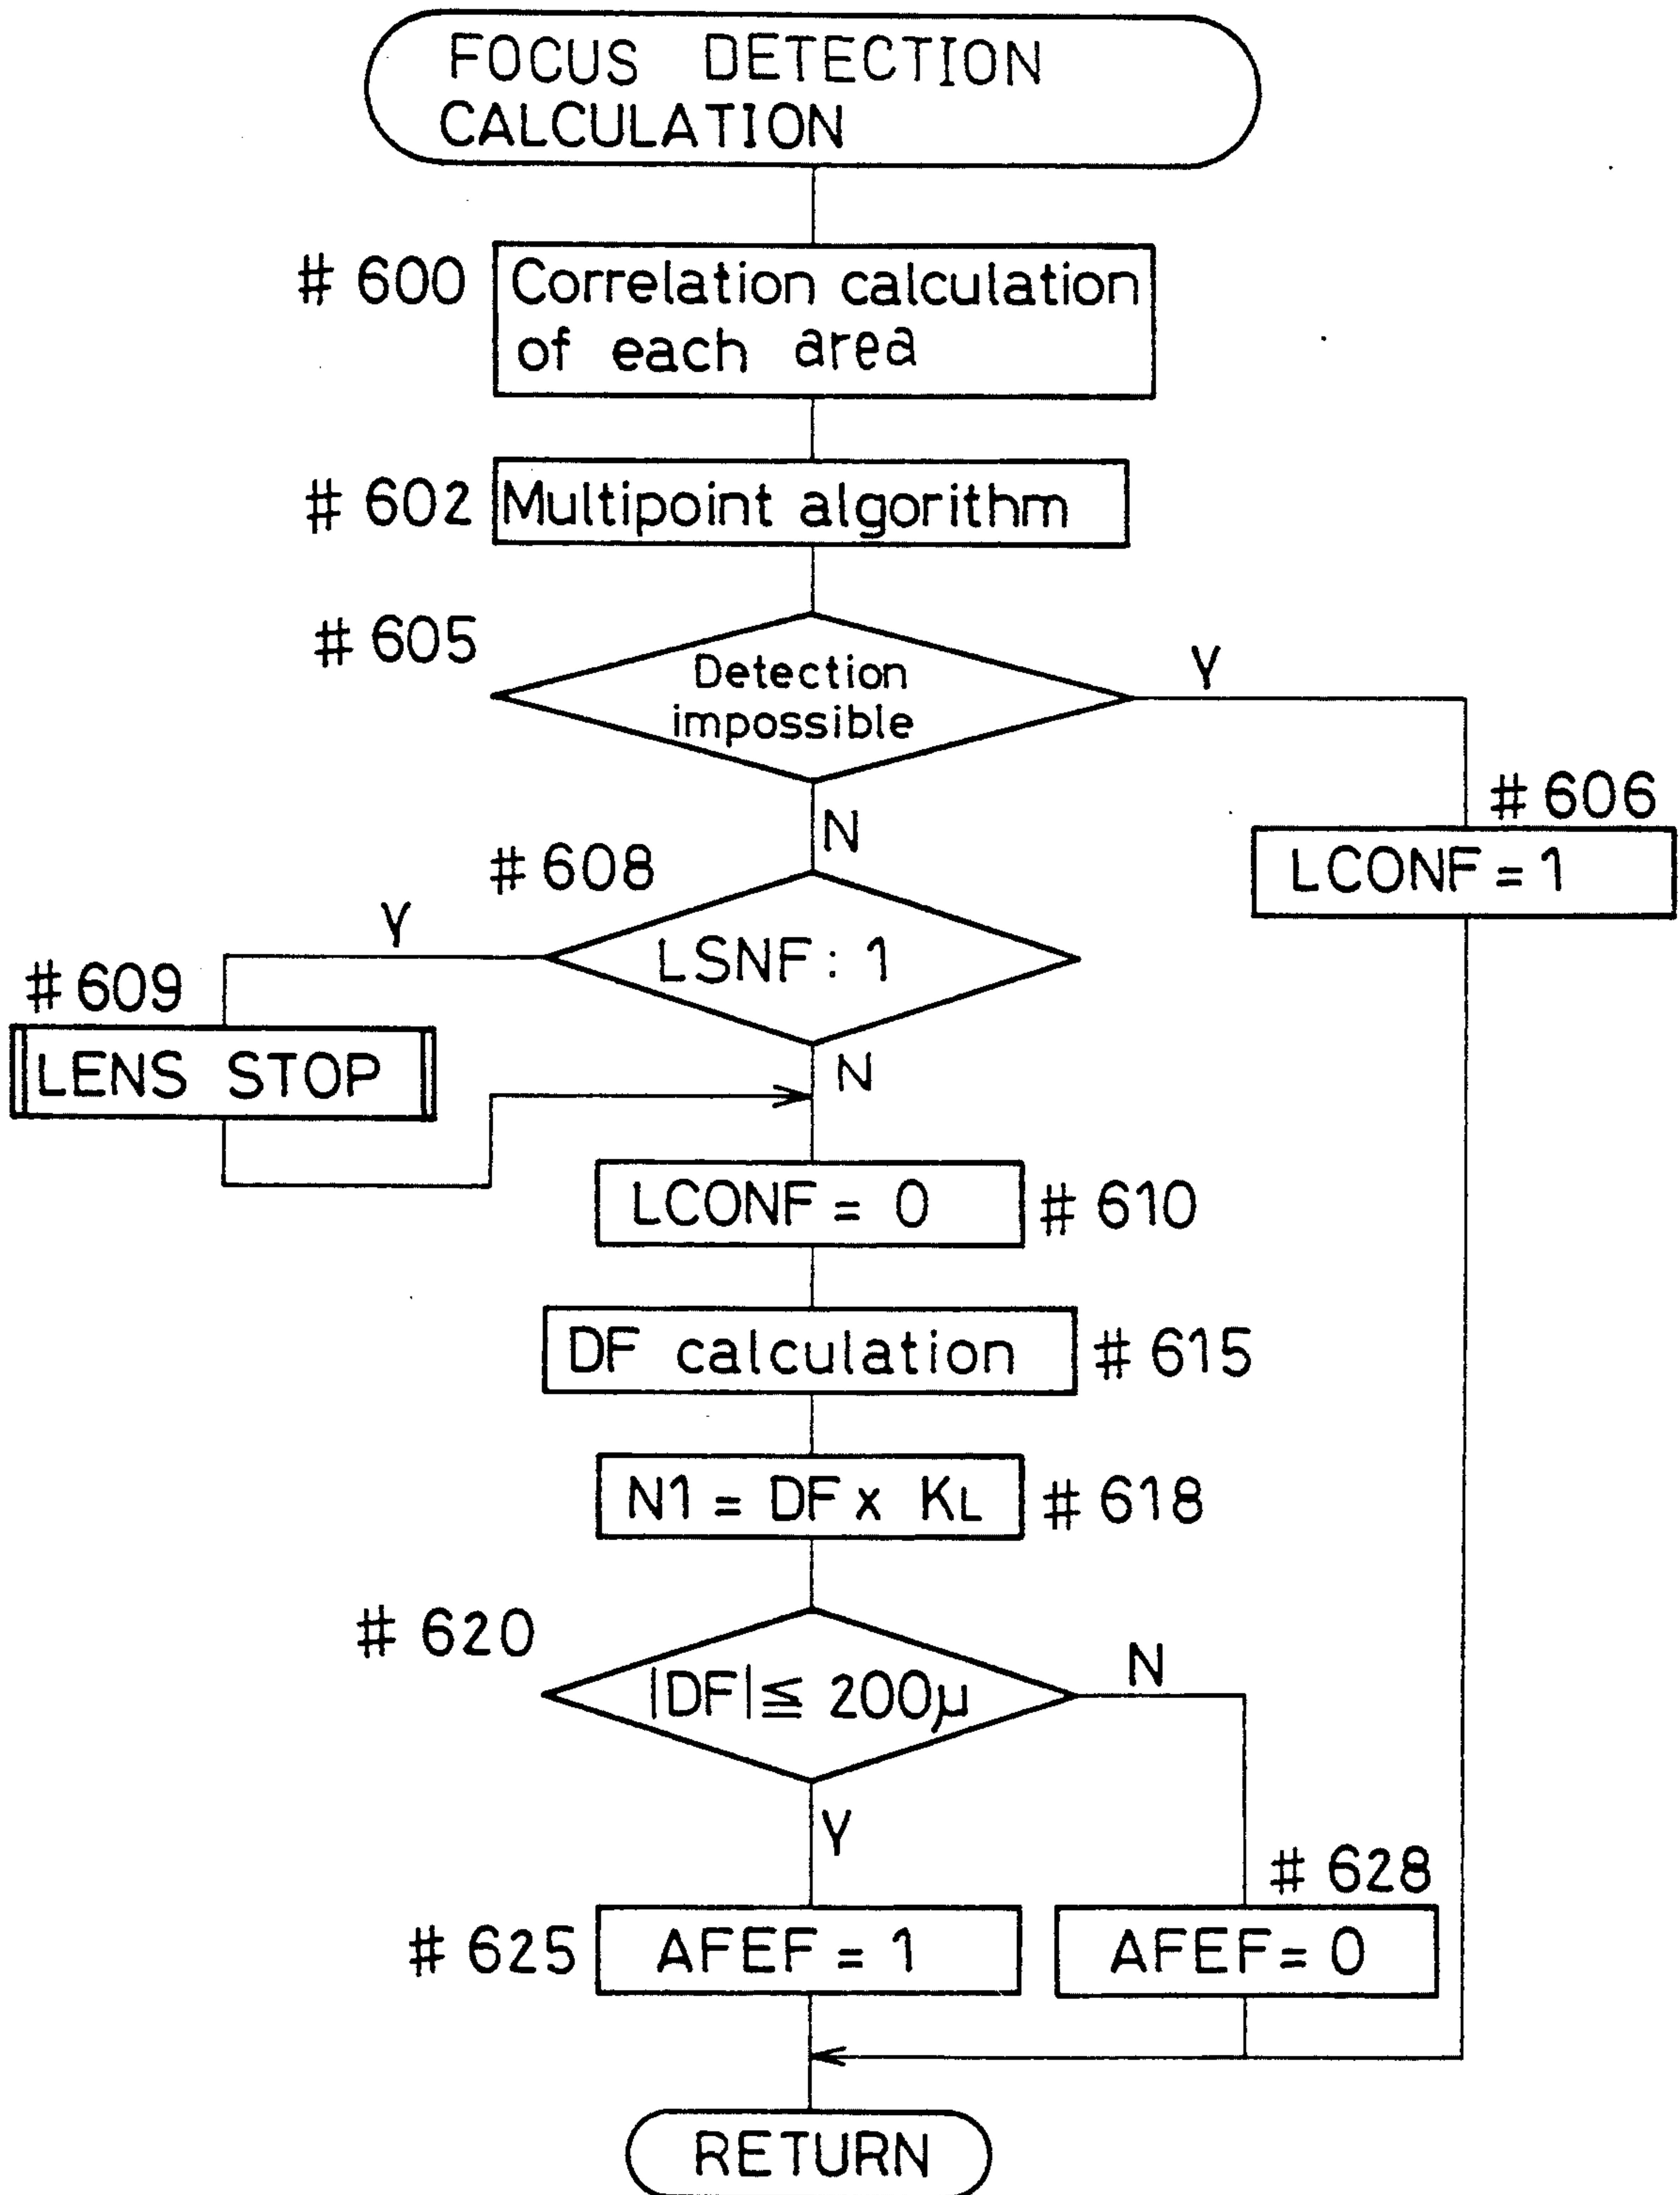 FOCUS DETECTION
CALCULATION
# 600
Correlation calculation
of each area
# 602
Multipoint algorithm
# 605
Detection
impossible
Y
N
# 606
LCONF = 1
# 608
LSNF : 1
Y
N
# 609
LENS STOP
LCONF = 0
# 610
DF calculation
# 615
N1 = DF x KL
# 618
# 620
|DF| ≦ 200μ
N
Y
# 628
# 625
AFEF = 1
AFEF = 0
RETURN